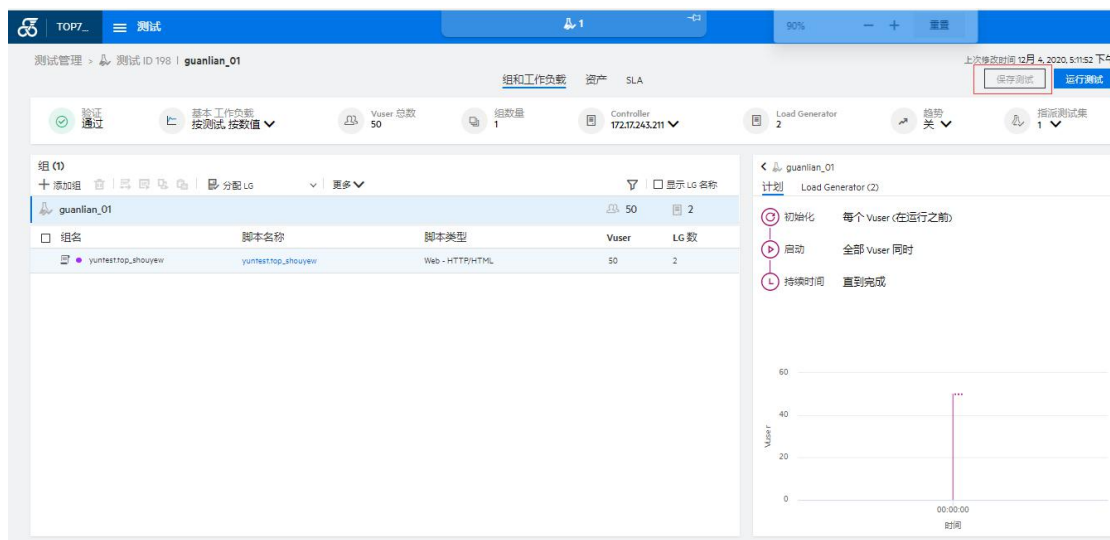 TOP7_ 测试 1 90% 重置
测试管理 > 测试 ID 198 | guanlian_01 上次修改时间 12月 4, 2020, 5:11:52 下午
组和工作负载 资产 SLA 保存测试 运行测试
验证 基本 工作负载 Vuser 总数 组数量 Controller Load Generator 趋势 指派测试集
通过 按测试, 按数值 50 1 172.17.243.211 2 关 1
组 (1)
添加组 分配 LG 更多 显示 LG 名称
guanlian_01 50 2
组名 脚本名称 脚本类型 Vuser LG 数
yuntest.top_shouyew yuntest.top_shouyew Web - HTTP/HTML 50 2
guanlian_01
计划 Load Generator (2)
初始化 每个 Vuser (在运行之前)
启动 全部 Vuser 同时
持续时间 直到完成
60
40
Vuser
20
0
00:00:00
时间